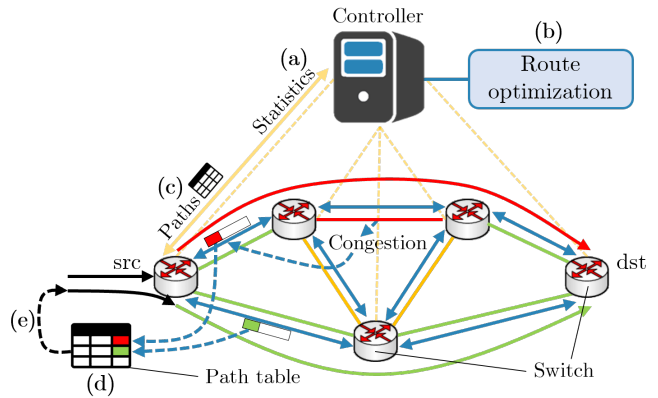 Controller
(a)
(b)
Route
optimization
Statistics
(c)
Paths
Congestion
src
dst
(e)
(d)
Path table
Switch